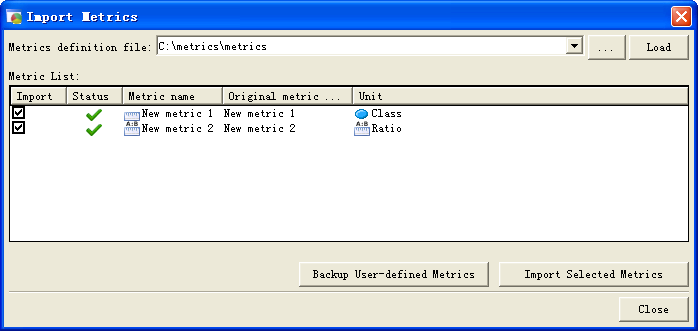 Import Metrics
Metrics definition file: C:\metrics\metrics ... Load
Metric List:
Import Status Metric name Original metric ... Unit
New metric 1 New metric 1 Class
A:B New metric 2 New metric 2 A:B Ratio
Backup User-defined Metrics Import Selected Metrics
Close